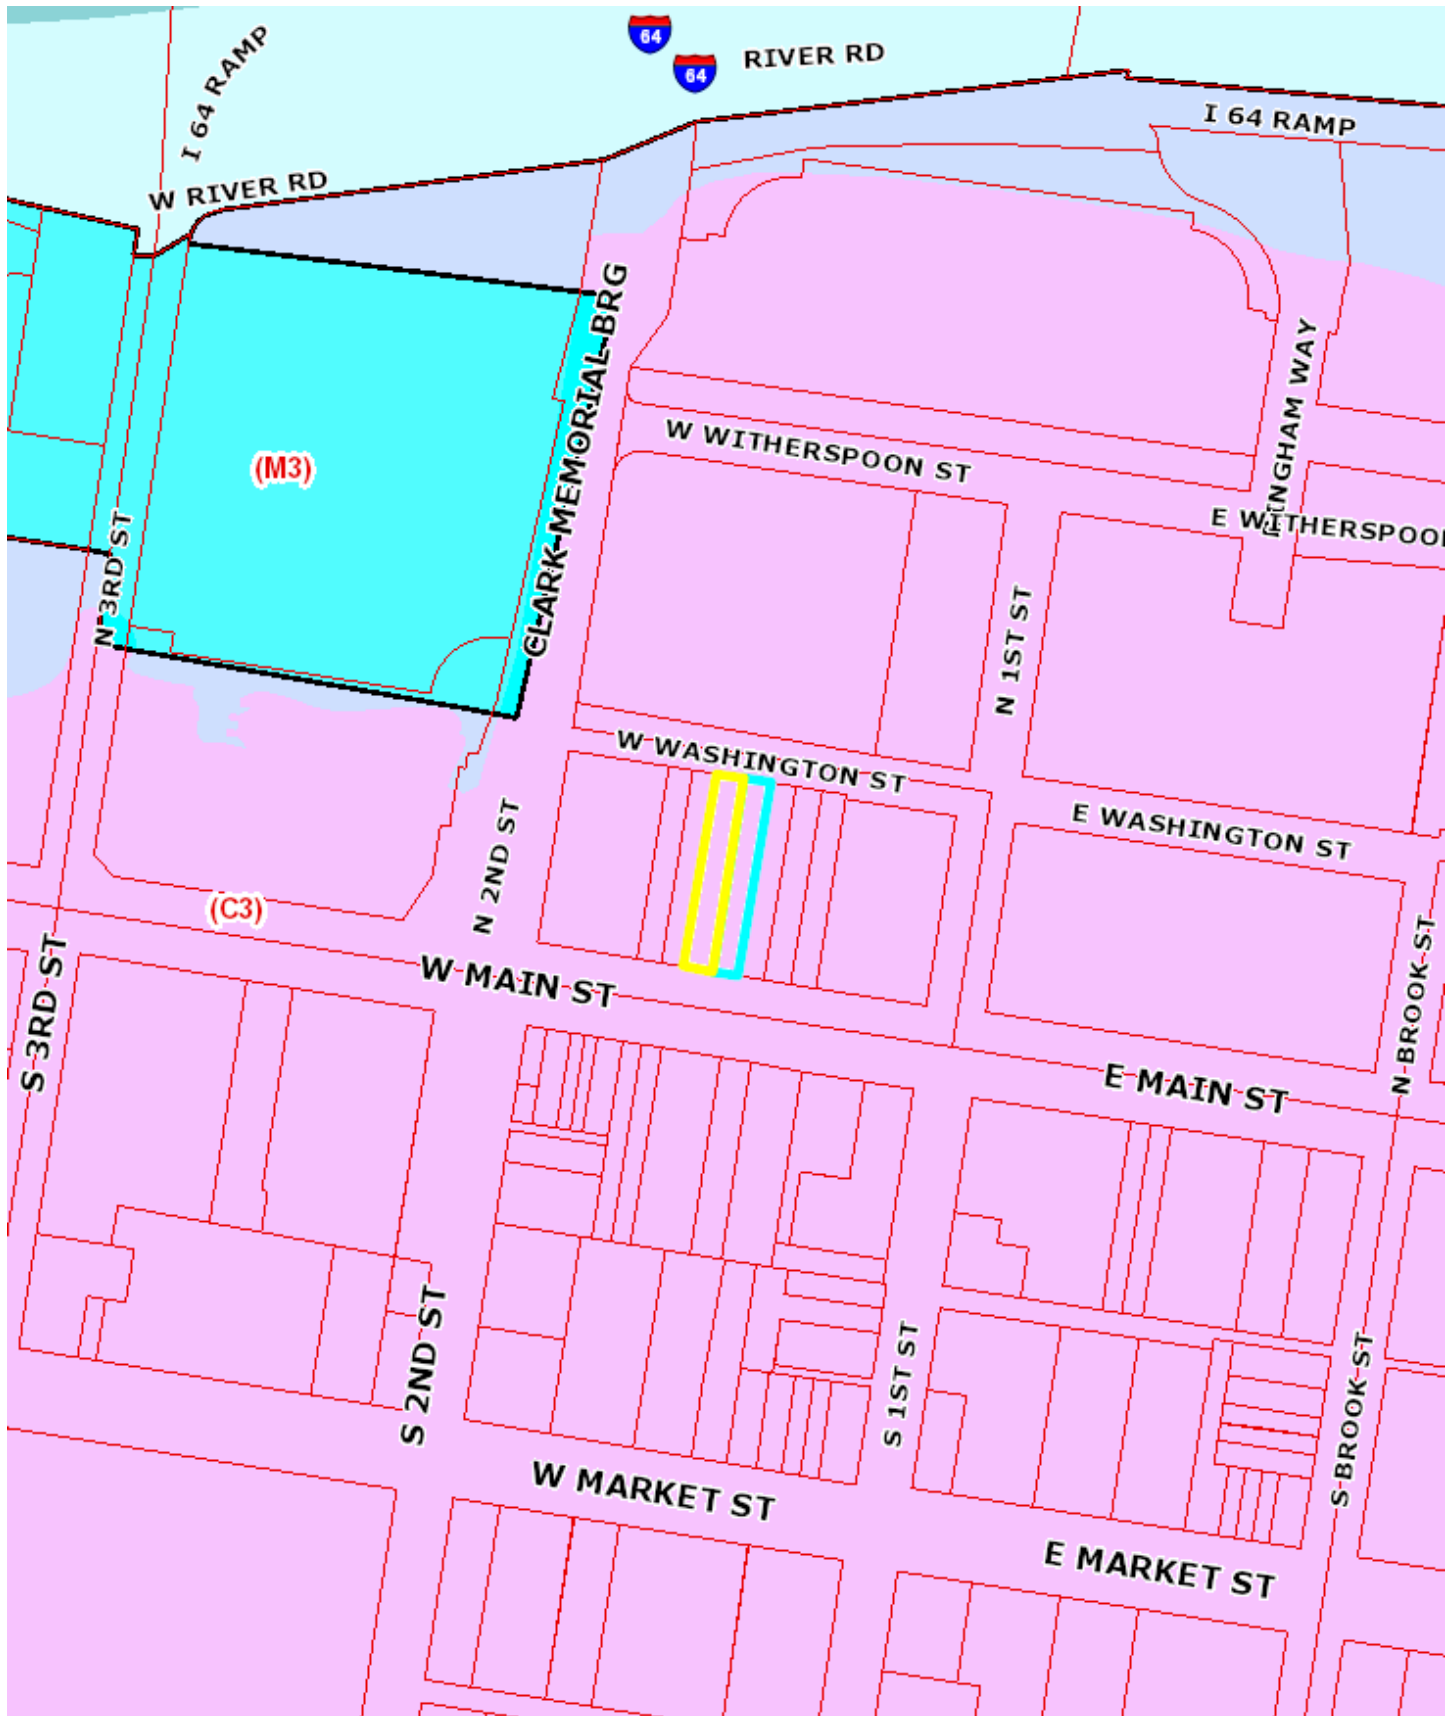 I 64 RAMP
64
64
RIVER RD
I 64 RAMP
W RIVER RD
CLARK MEMORIAL BRG
W WITHERSPOON ST
(M3)
E WITHERSPOO
N 3RD ST
N 1ST ST
W WASHINGTON ST
E WASHINGTON ST
N 2ND ST
(C3)
W MAIN ST
S 3RD ST
N BROOK ST
E MAIN ST
S 2ND ST
S 1ST ST
S BROOK ST
W MARKET ST
E MARKET ST